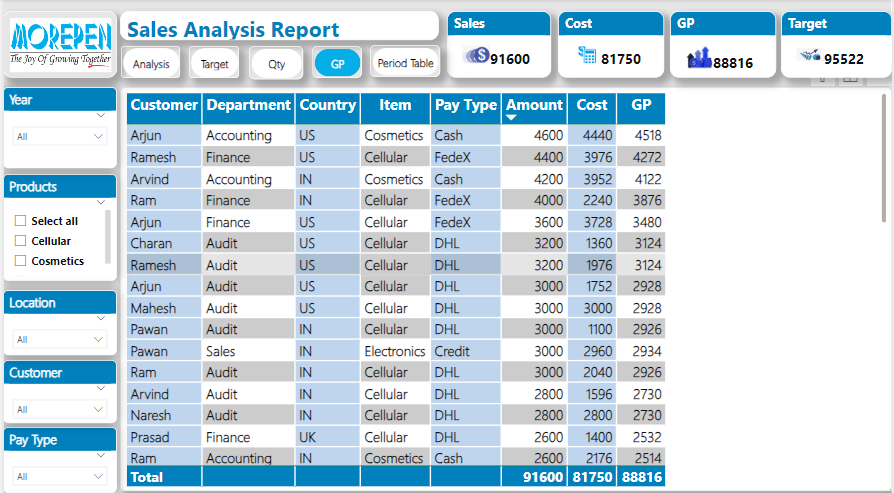 MOREPEN
The Joy Of Growing Together
Sales Analysis Report
Analysis Target Qty GP Period Table
Sales
91600
Cost
81750
GP
88816
Target
95522
Year
All
Products
Select all
Cellular
Cosmetics
Location
All
Customer
All
Pay Type
All
Customer Department Country Item Pay Type Amount Cost GP
Arjun Accounting US Cosmetics Cash 4600 4440 4518
Ramesh Finance US Cellular FedeX 4400 3976 4272
Arvind Accounting IN Cosmetics Cash 4200 3952 4122
Ram Finance IN Cellular FedeX 4000 2240 3876
Arjun Finance US Cellular FedeX 3600 3728 3480
Charan Audit US Cellular DHL 3200 1360 3124
Ramesh Audit US Cellular DHL 3200 1976 3124
Arjun Audit US Cellular DHL 3000 1752 2928
Mahesh Audit US Cellular DHL 3000 3000 2928
Pawan Audit IN Cellular DHL 3000 1100 2926
Pawan Sales IN Electronics Credit 3000 2960 2934
Ram Audit IN Cellular DHL 3000 2040 2926
Arvind Audit IN Cellular DHL 2800 1596 2730
Naresh Audit IN Cellular DHL 2800 2800 2730
Prasad Finance UK Cellular DHL 2600 1400 2532
Ram Accounting IN Cosmetics Cash 2600 2176 2514
Total 91600 81750 88816